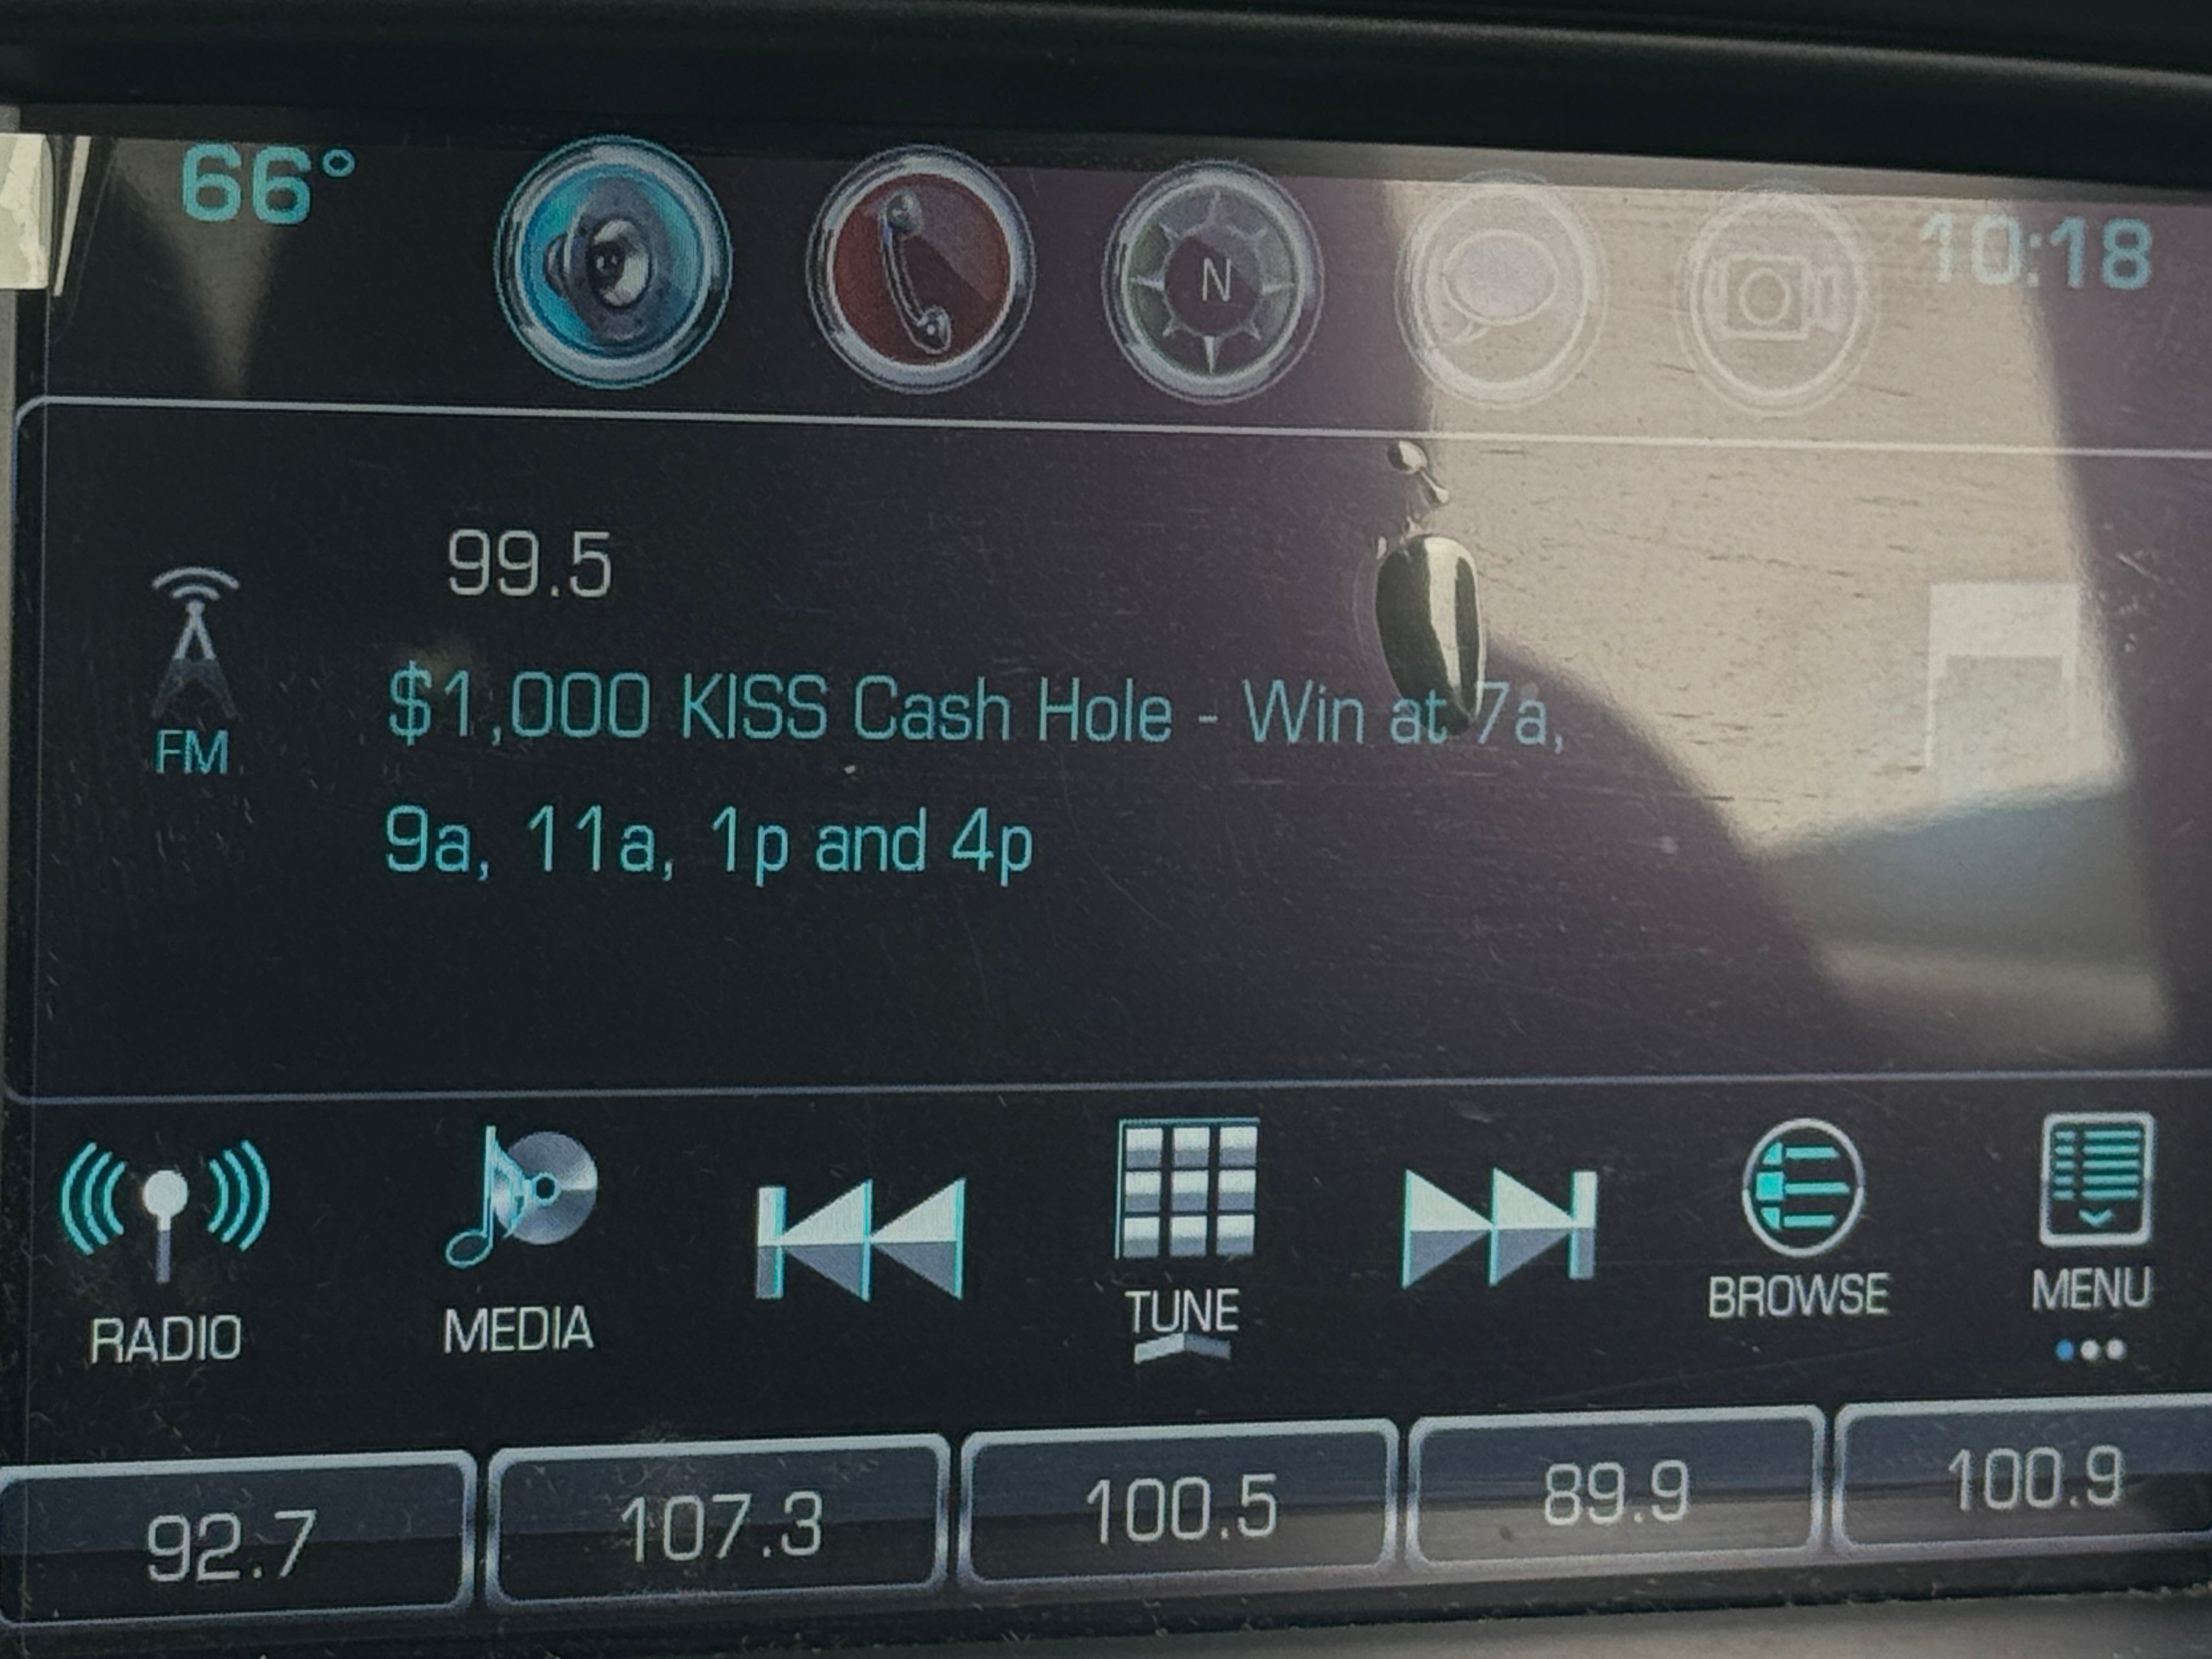 66° 10:18
N
99.5
$1,000 KISS Cash Hole - Win at 7a,
9a, 11a, 1p and 4p
FM
RADIO MEDIA TUNE BROWSE MENU
92.7 107.3 100.5 89.9 100.9